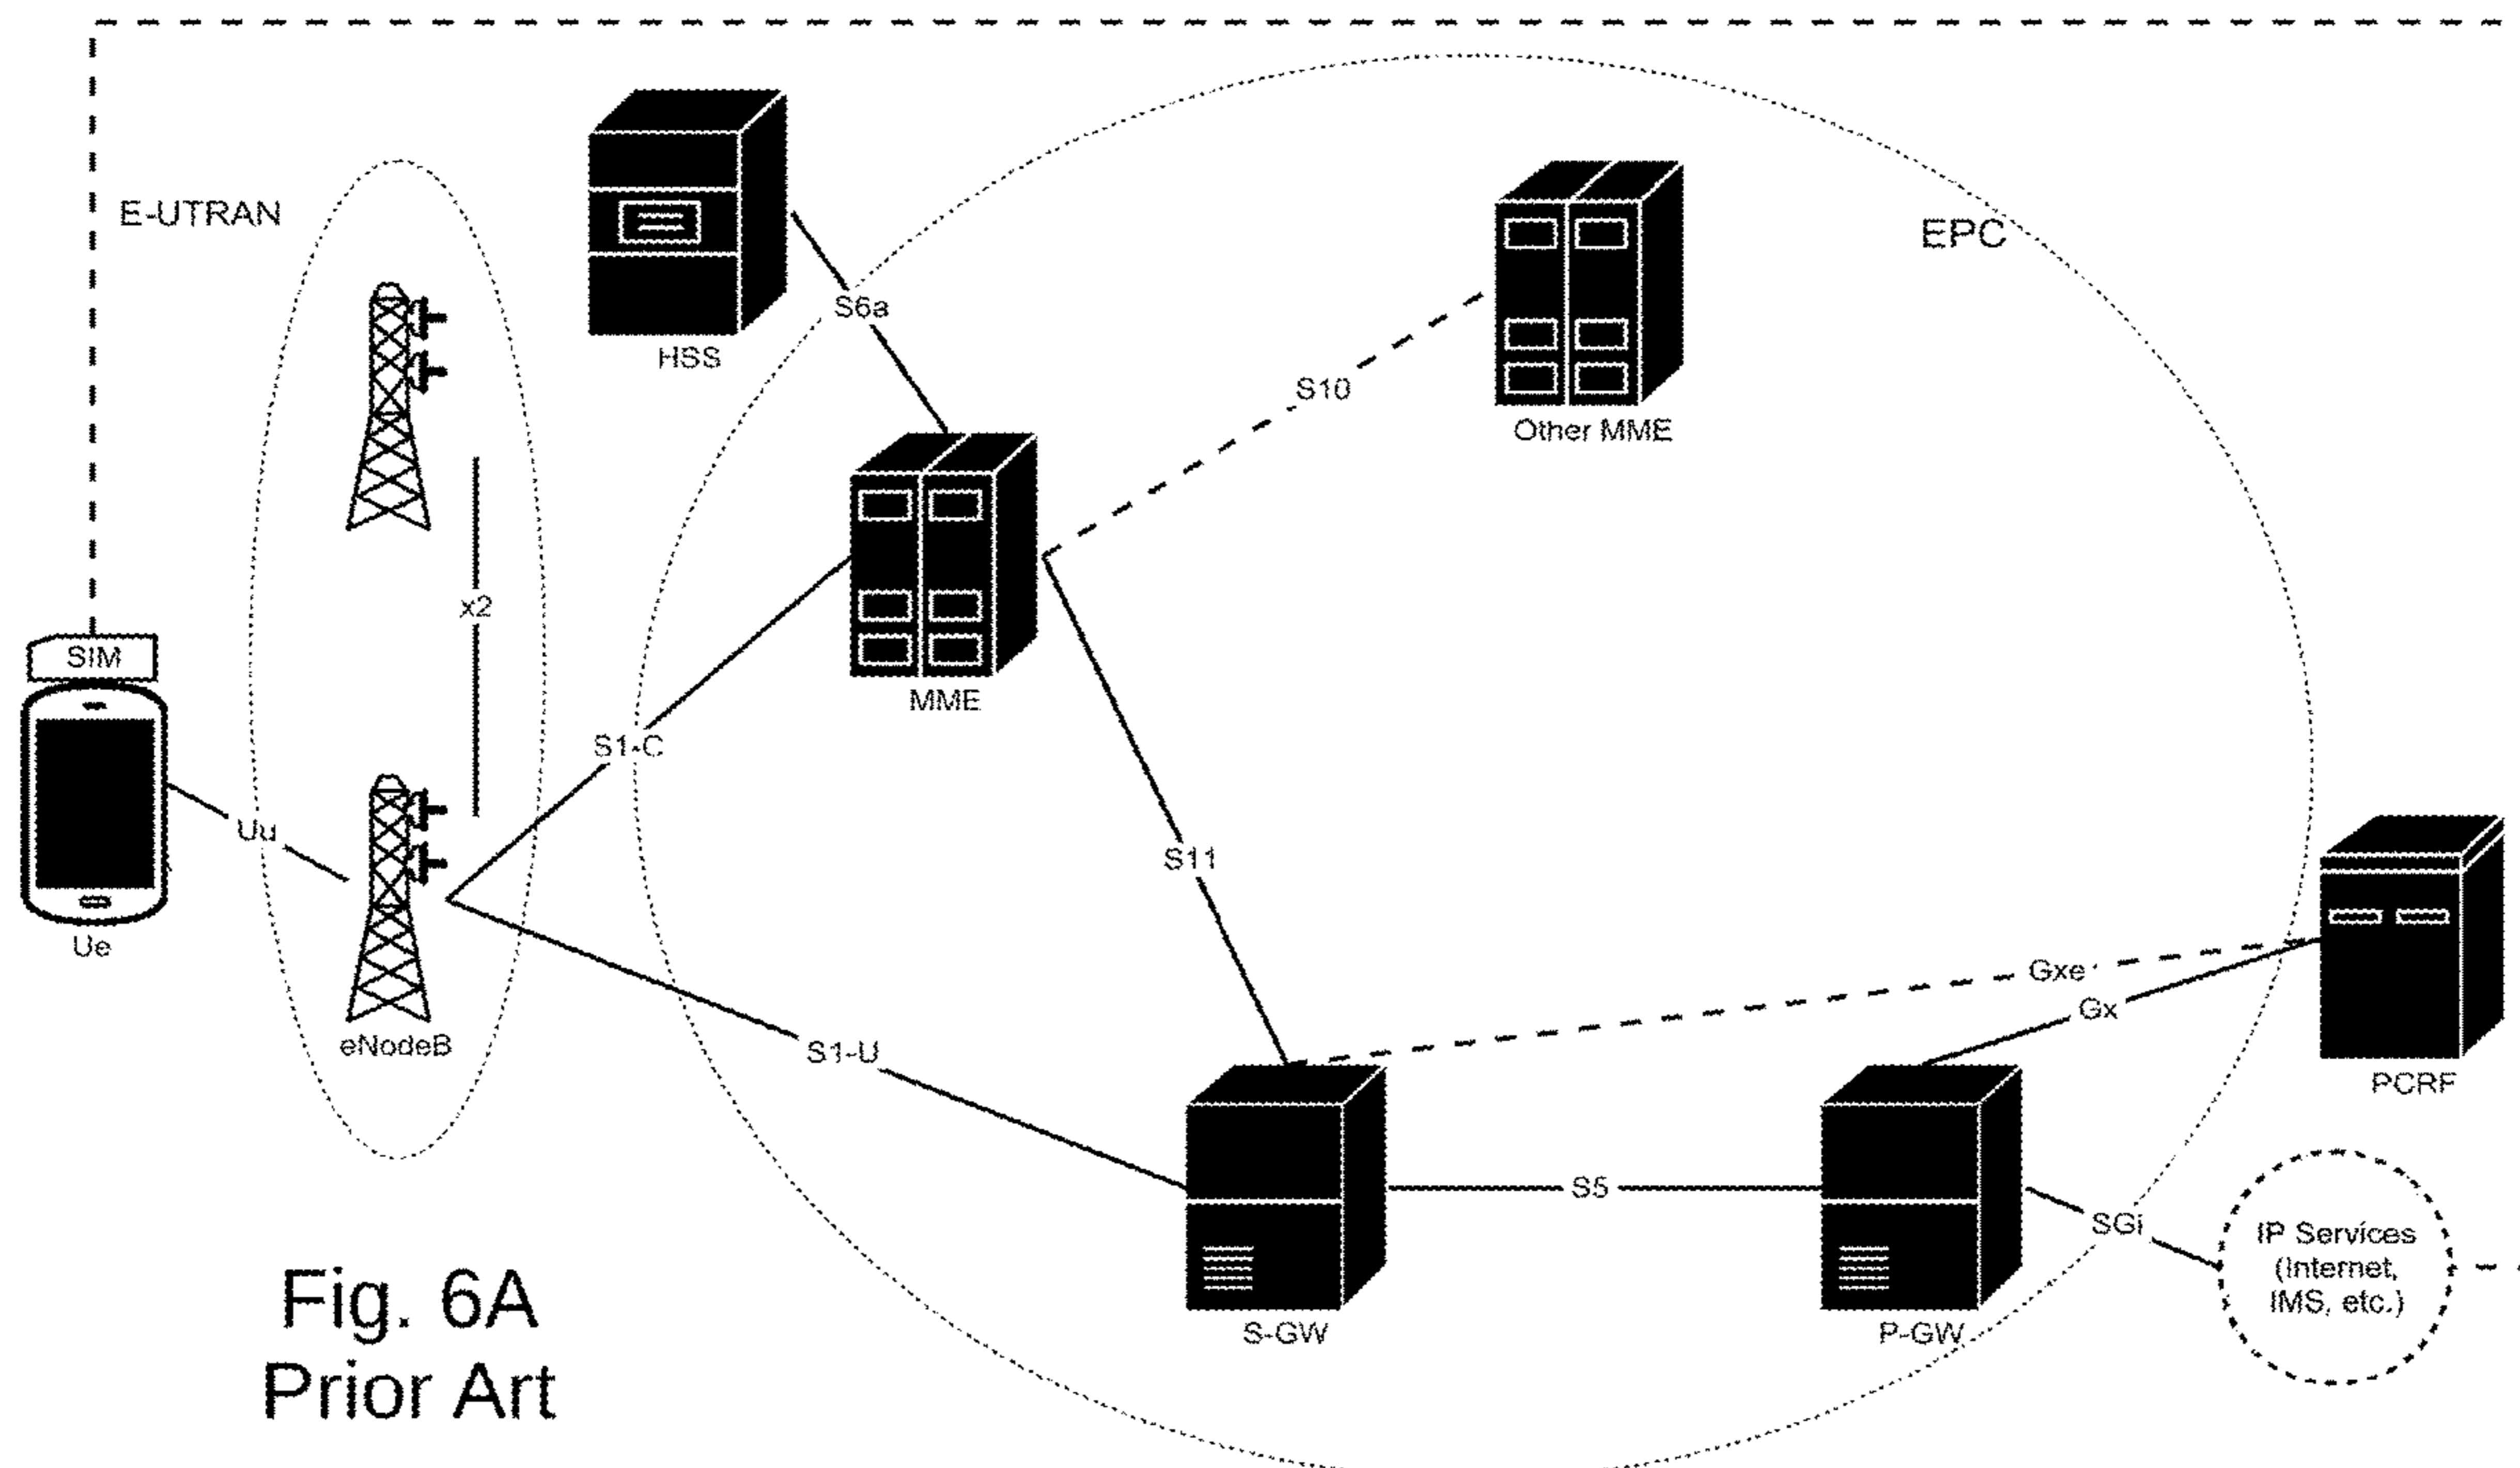 E-UTRAN
EPC
HSS
S6a
S10
Other MME
x2
SIM
MME
S1-C
Uu
S11
Ue
Gxe
Gx
eNodeB
S1-U
PCRF
S5
SGi
IP Services
(Internet,
IMS, etc.)
S-GW
P-GW
Fig. 6A
Prior Art